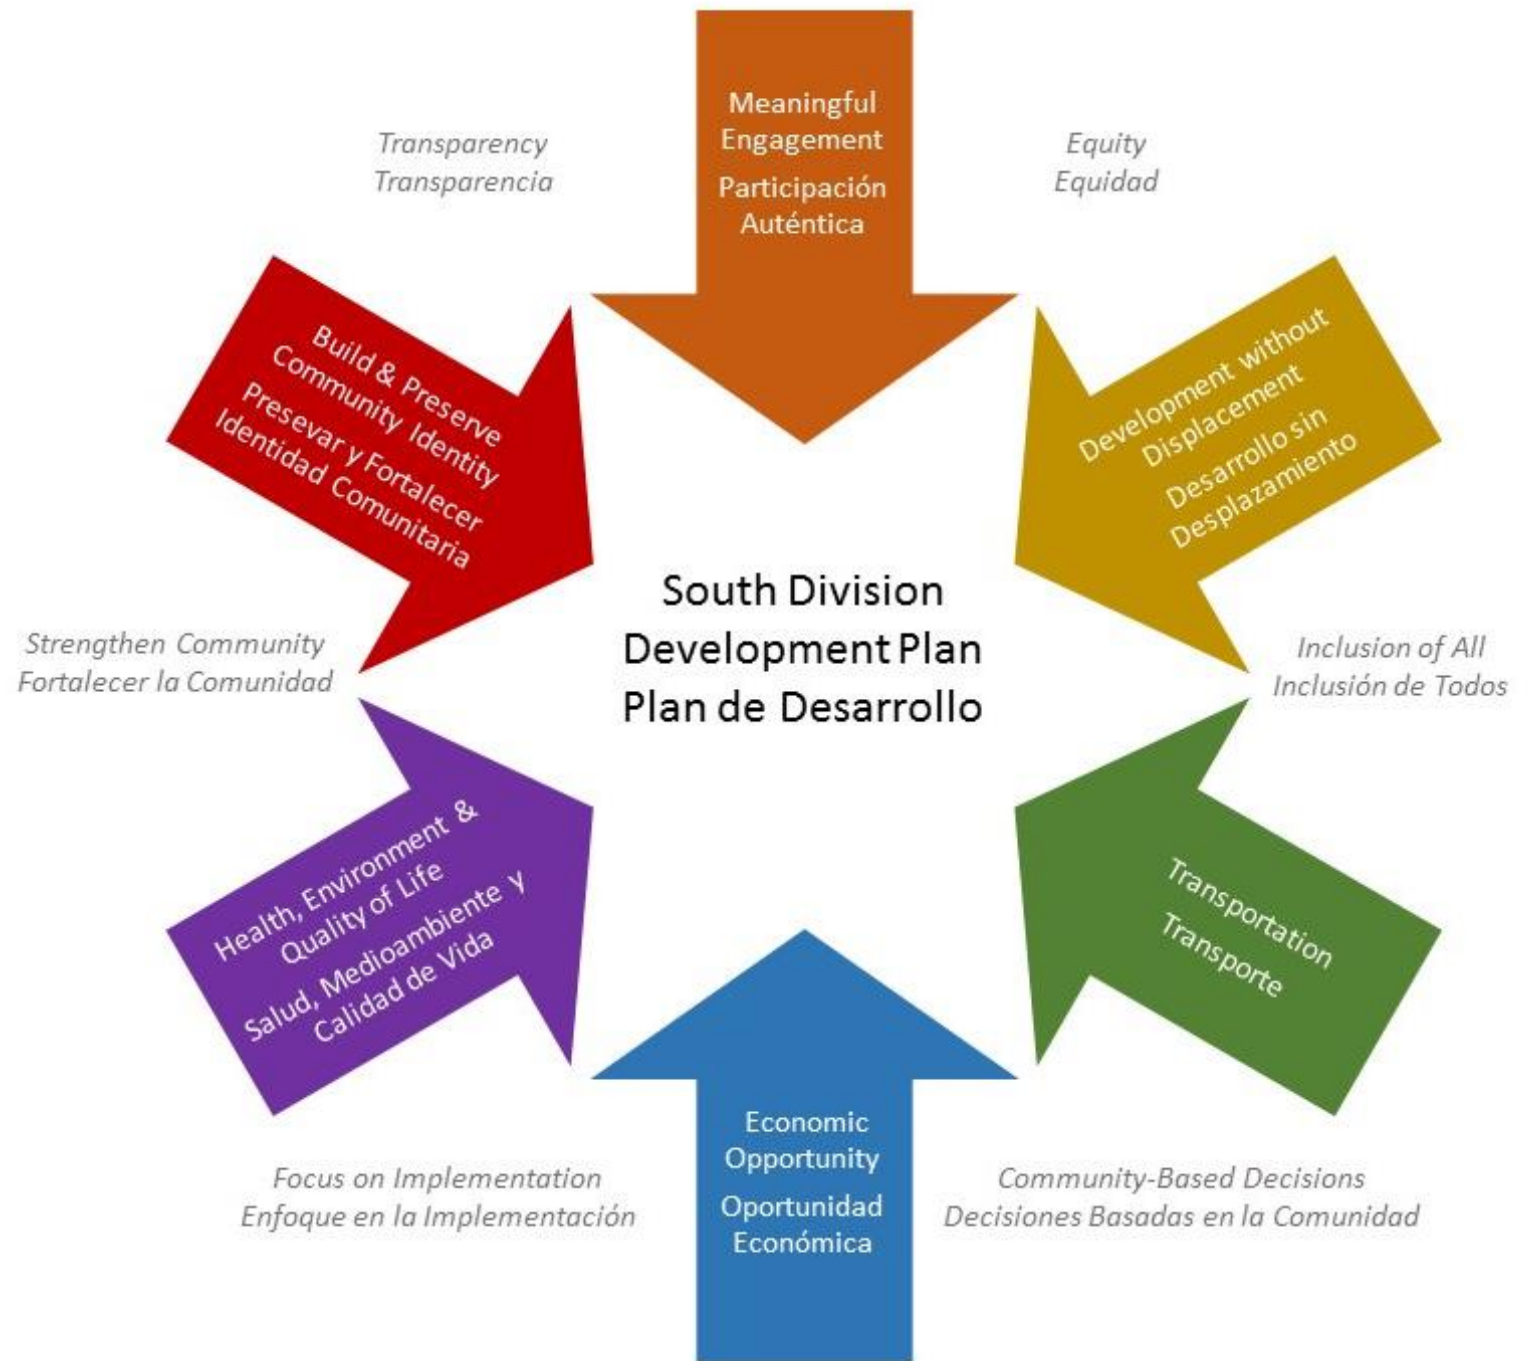 Meaningful
Engagement
Participación
Auténtica
Transparency
Transparencia
Equity
Equidad
Build & Preserve
Community Identity
Presevar y Fortalecer
Identidad Comunitaria
Development without
Displacement
Desarrollo sin
Desplazamiento
South Division
Development Plan
Plan de Desarrollo
Strengthen Community
Fortalecer la Comunidad
Inclusion of All
Inclusión de Todos
Health, Environment &
Quality of Life
Salud, Medioambiente y
Calidad de Vida
Transportation
Transporte
Economic
Opportunity
Oportunidad
Económica
Focus on Implementation
Enfoque en la Implementación
Community-Based Decisions
Decisiones Basadas en la Comunidad